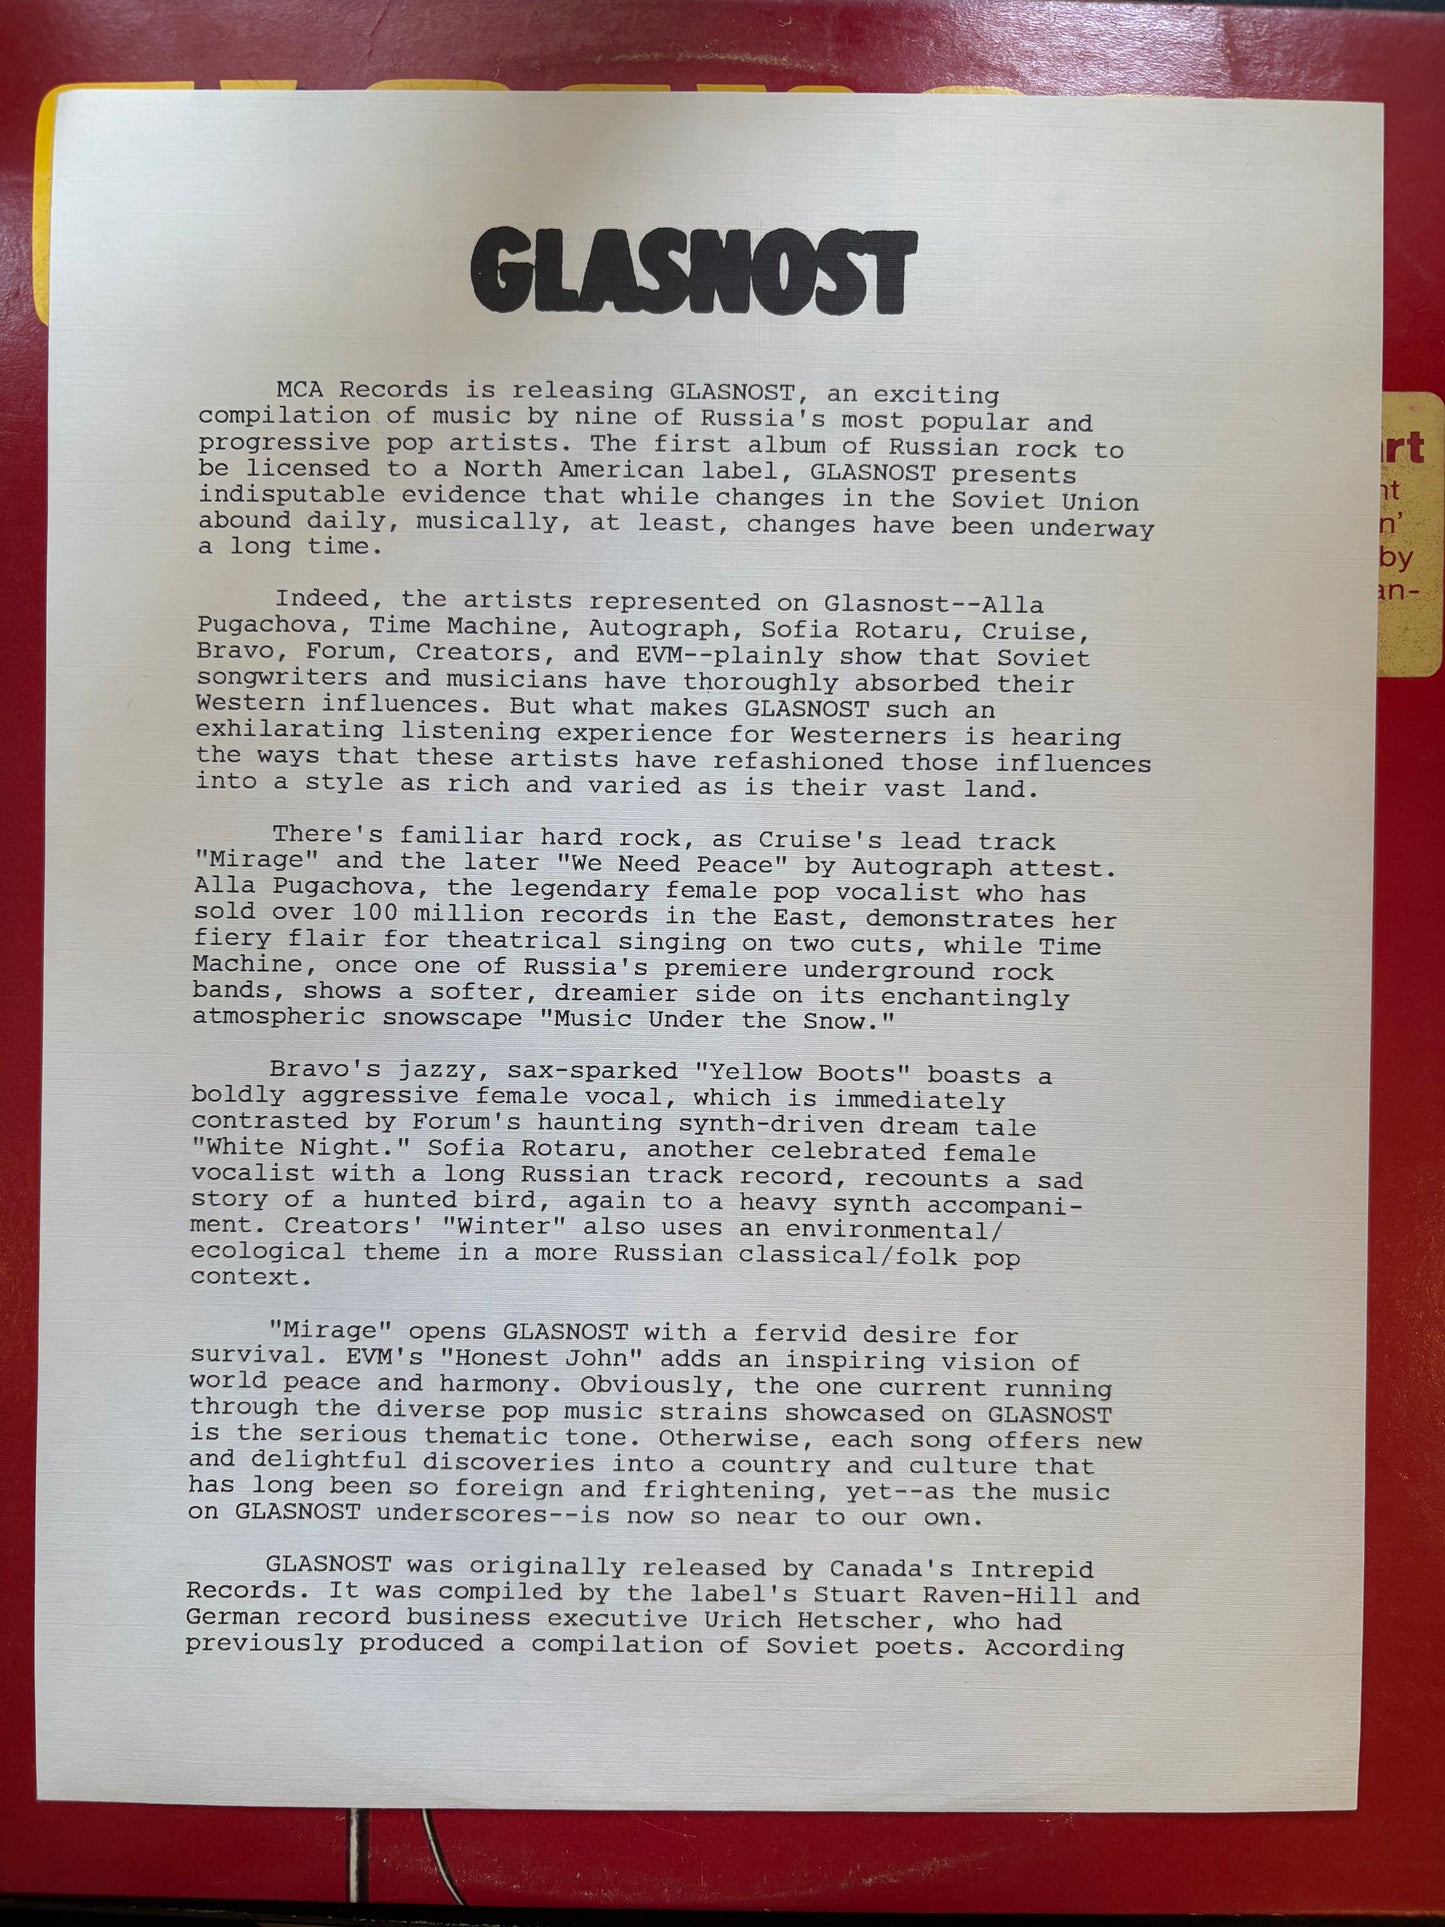 GLASNOST
MCA Records is releasing GLASNOST, an exciting
compilation of music by nine of Russia's most popular and
progressive pop artists. The first album of Russian rock to
be licensed to a North American label, GLASNOST presents
indisputable evidence that while changes in the Soviet Union
abound daily, musically, at least, changes have been underway
a long time.
Indeed, the artists represented on Glasnost--Alla
Pugachova, Time Machine, Autograph, Sofia Rotaru, Cruise,
Bravo, Forum, Creators, and EVM--plainly show that Soviet
songwriters and musicians have thoroughly absorbed their
Western influences. But what makes GLASNOST such an
exhilarating listening experience for Westerners is hearing
the ways that these artists have refashioned those influences
into a style as rich and varied as is their vast land.
There's familiar hard rock, as Cruise's lead track
"Mirage" and the later "We Need Peace" by Autograph attest.
Alla Pugachova, the legendary female pop vocalist who has
sold over 100 million records in the East, demonstrates her
fiery flair for theatrical singing on two cuts, while Time
Machine, once one of Russia's premiere underground rock
bands, shows a softer, dreamier side on its enchantingly
atmospheric snowscape "Music Under the Snow."
Bravo's jazzy, sax-sparked "Yellow Boots" boasts a
boldly aggressive female vocal, which is immediately
contrasted by Forum's haunting synth-driven dream tale
"White Night." Sofia Rotaru, another celebrated female
vocalist with a long Russian track record, recounts a sad
story of a hunted bird, again to a heavy synth accompani-
ment. Creators' "Winter" also uses an environmental/
ecological theme in a more Russian classical/folk pop
context.
"Mirage" opens GLASNOST with a fervid desire for
survival. EVM's "Honest John" adds an inspiring vision of
world peace and harmony. Obviously, the one current running
through the diverse pop music strains showcased on GLASNOST
is the serious thematic tone. Otherwise, each song offers new
and delightful discoveries into a country and culture that
has long been so foreign and frightening, yet--as the music
on GLASNOST underscores--is now so near to our own.
GLASNOST was originally released by Canada's Intrepid
Records. It was compiled by the label's Stuart Raven-Hill and
German record business executive Urich Hetscher, who had
previously produced a compilation of Soviet poets. According
rt
nt
n'
by
an-